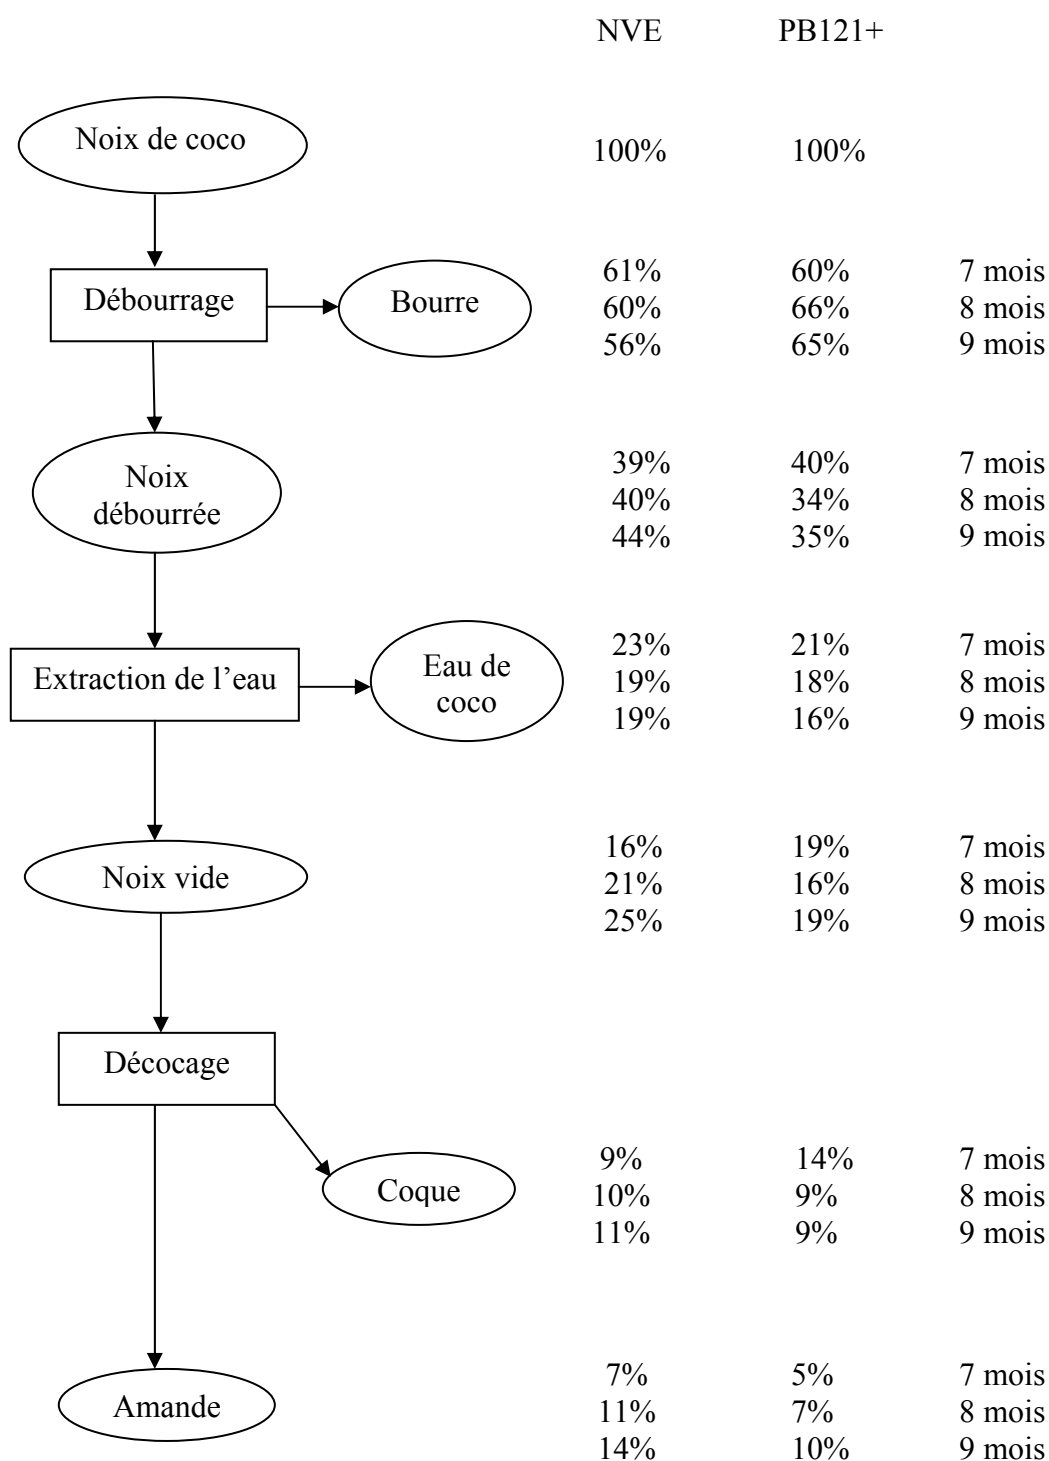 NVE PB121+
Noix de coco 100% 100%
61% 60% 7 mois
Débourrage Bourre 60% 66% 8 mois
56% 65% 9 mois
Noix 39% 40% 7 mois
débourrée 40% 34% 8 mois
44% 35% 9 mois
23% 21% 7 mois
Extraction de l’eau Eau de 19% 18% 8 mois
coco 19% 16% 9 mois
16% 19% 7 mois
Noix vide 21% 16% 8 mois
25% 19% 9 mois
Décocage
9% 14% 7 mois
Coque 10% 9% 8 mois
11% 9% 9 mois
7% 5% 7 mois
Amande 11% 7% 8 mois
14% 10% 9 mois